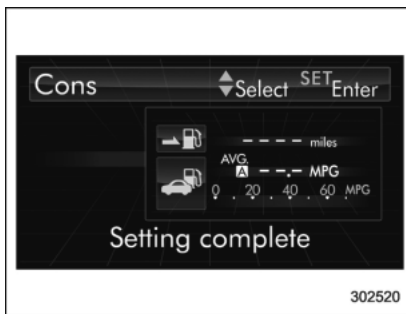 Cons Select SET Enter
- - - - miles
AVG.
A - -.- MPG
0 . 20 . 40 . 60 MPG
Setting complete
302520